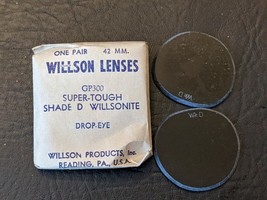 ONE PAIR 42 MM.
WILLSON LENSES
GP300
SUPER-TOUGH
SHADE D WILLSONITE
DROP-EYE
WILLSON PRODUCTS, Inc.
READING, PA., U.S.A.